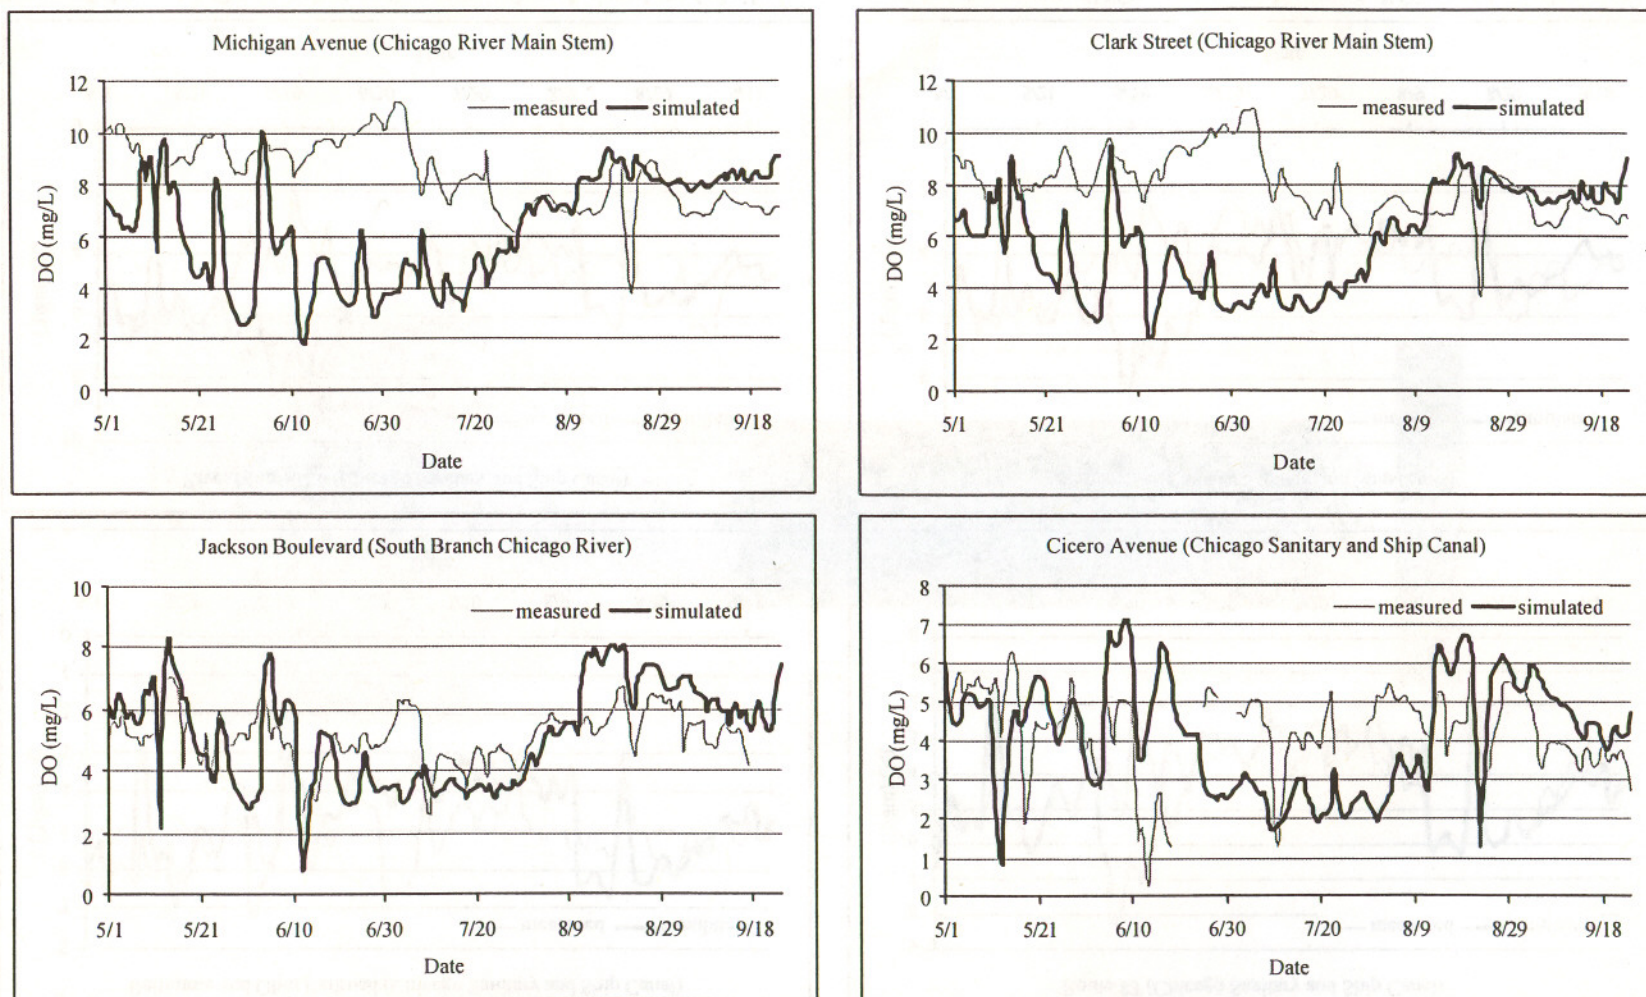 Michigan Avenue (Chicago River Main Stem)
12
10
8
6
4
2
0
DO (mg/L)
measured simulated
5/1 5/21 6/10 6/30 7/20 8/9 8/29 9/18
Date
Clark Street (Chicago River Main Stem)
12
10
8
6
4
2
0
DO (mg/L)
measured simulated
5/1 5/21 6/10 6/30 7/20 8/9 8/29 9/18
Date
Jackson Boulevard (South Branch Chicago River)
10
8
6
4
2
0
DO (mg/L)
measured simulated
5/1 5/21 6/10 6/30 7/20 8/9 8/29 9/18
Date
Cicero Avenue (Chicago Sanitary and Ship Canal)
8
7
6
5
4
3
2
1
0
DO (mg/L)
measured simulated
5/1 5/21 6/10 6/30 7/20 8/9 8/29 9/18
Date